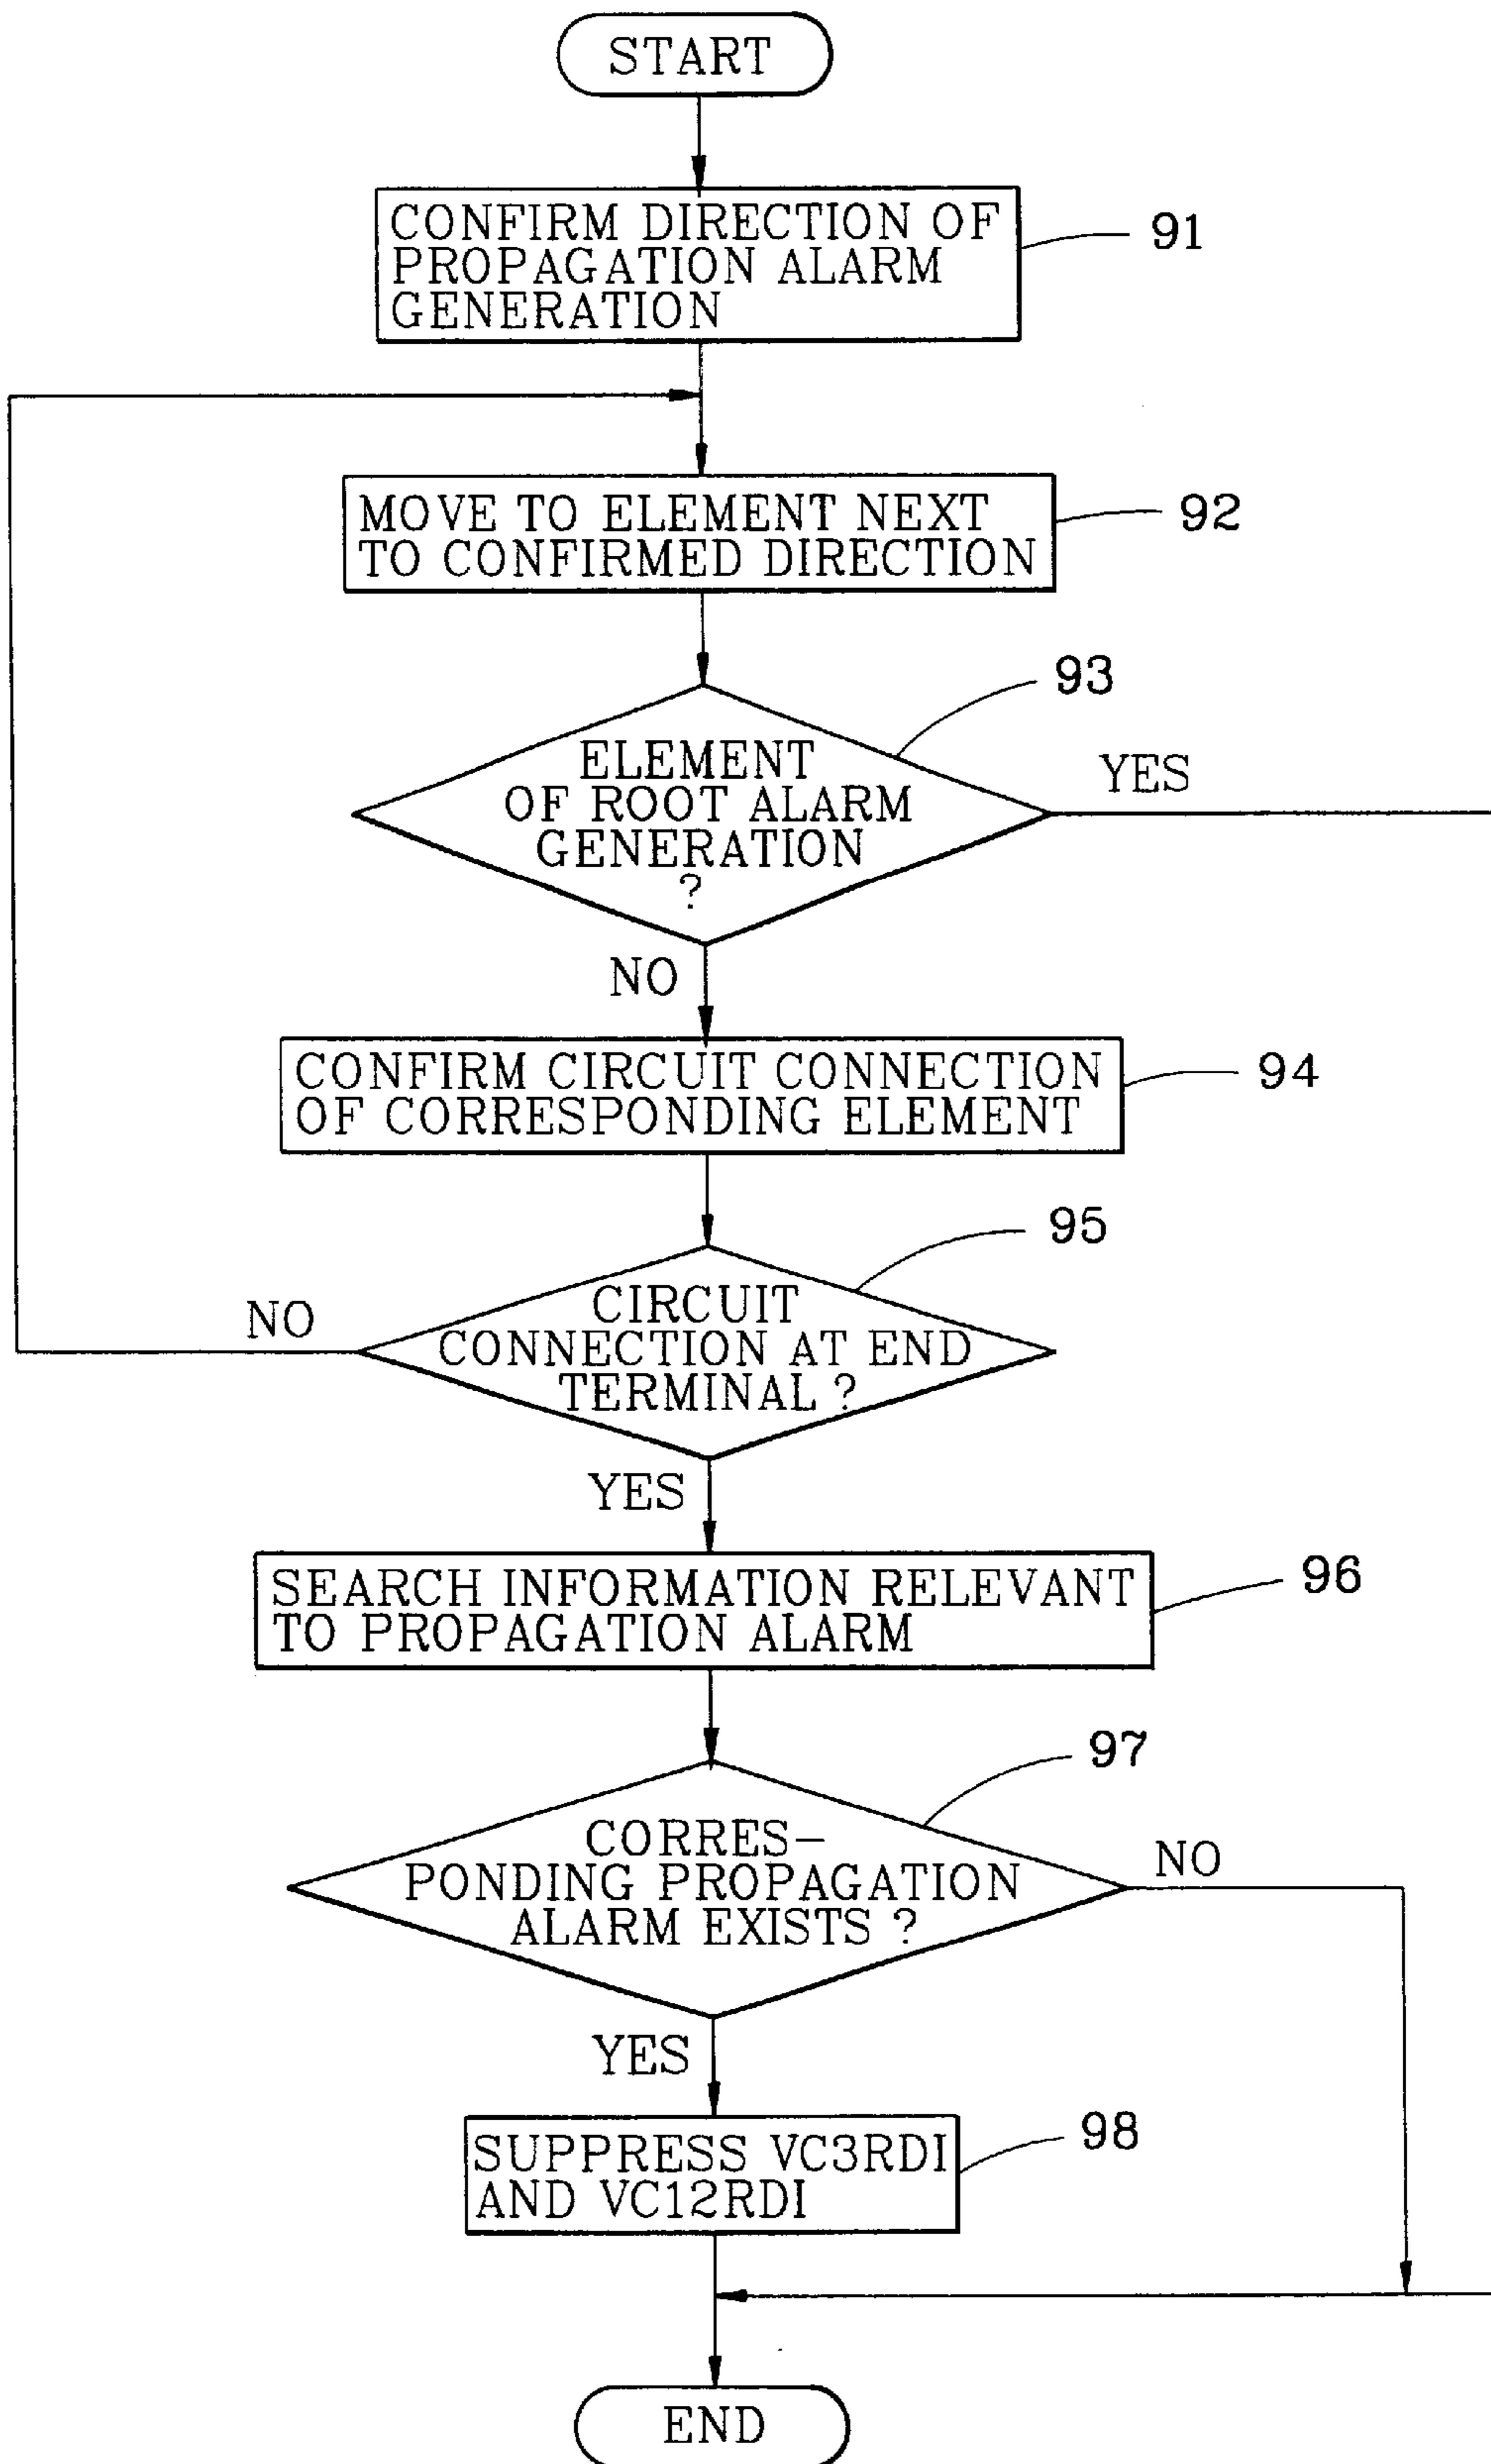 START
CONFIRM DIRECTION OF
PROPAGATION ALARM
GENERATION
91
MOVE TO ELEMENT NEXT
TO CONFIRMED DIRECTION
92
93
ELEMENT
OF ROOT ALARM
GENERATION
?
YES
NO
CONFIRM CIRCUIT CONNECTION
OF CORRESPONDING ELEMENT
94
95
CIRCUIT
CONNECTION AT END
TERMINAL ?
NO
YES
SEARCH INFORMATION RELEVANT
TO PROPAGATION ALARM
96
97
CORRES-
PONDING PROPAGATION
ALARM EXISTS ?
NO
YES
SUPPRESS VC3RDI
AND VC12RDI
98
END